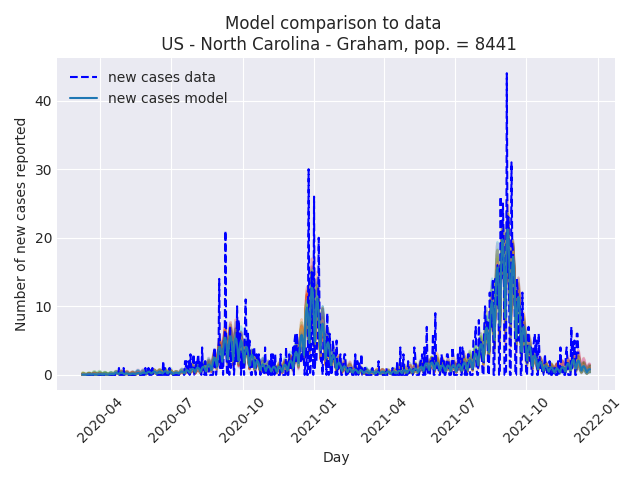 Model comparison to data
US - North Carolina - Graham, pop. = 8441
new cases data
new cases model
Number of new cases reported
40
30
20
10
0
2020-04
2020-07
2020-10
2021-01
2021-04
2021-07
2021-10
2022-01
Day